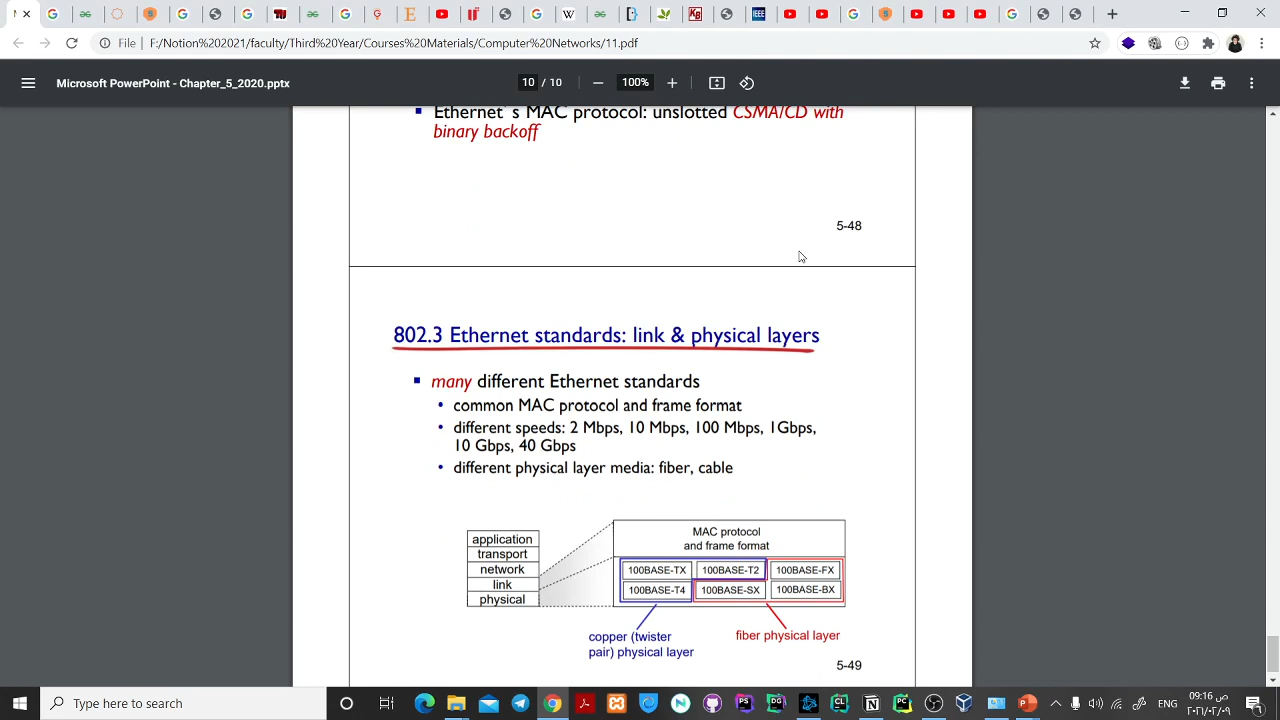 File
F:/Notion%202021/faculty/Third%20Year/Courses%20Materials/Computer%20Networks/11.pdf
Microsoft PowerPoint - Chapter_5_2020.pptx
10 / 10
100%
Ethernet`s MAC protocol: unslotted CSMA/CD with
binary backoff
5-48
802.3 Ethernet standards: link & physical layers
many different Ethernet standards
common MAC protocol and frame format
different speeds: 2 Mbps, 10 Mbps, 100 Mbps, 1Gbps,
10 Gbps, 40 Gbps
different physical layer media: fiber, cable
application
transport
network
link
physical
MAC protocol
and frame format
100BASE-TX
100BASE-T2
100BASE-FX
100BASE-T4
100BASE-SX
100BASE-BX
copper (twister
pair) physical layer
fiber physical layer
5-49
Type here to search
09:16 ص